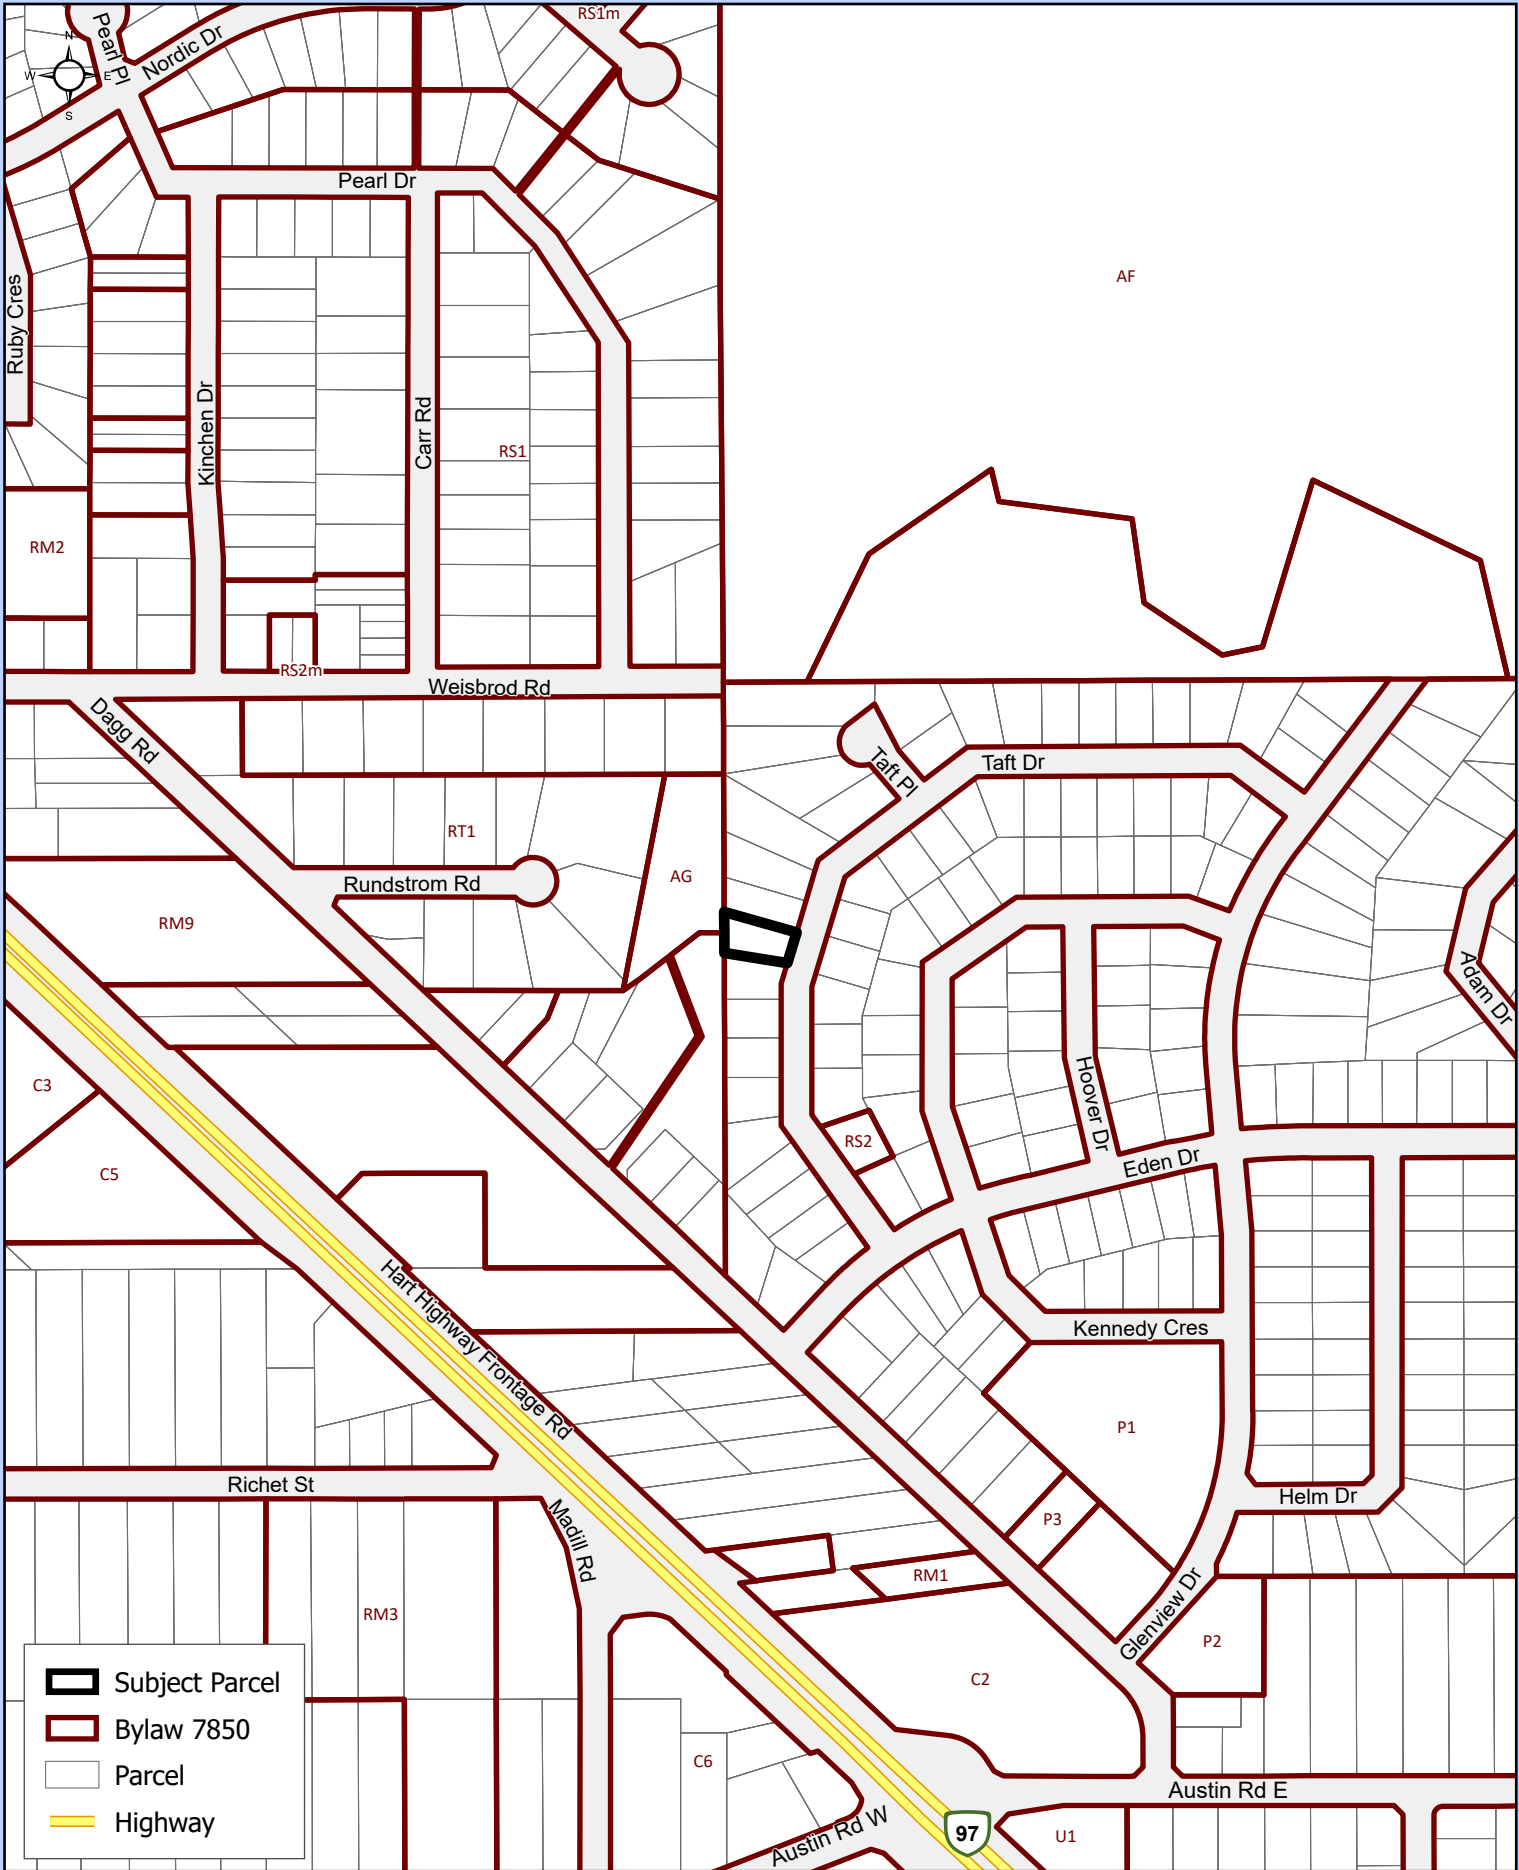 RS1m
Pearl Pl
Nordic Dr
N
W
E
S
Pearl Dr
AF
Ruby Cres
Kinchen Dr
Carr Rd
RS1
RM2
RS2m
Weisbrod Rd
Dagg Rd
Taft Pl
Taft Dr
RT1
AG
Rundstrom Rd
RM9
Adam Dr
C3
Hoover Dr
RS2
Eden Dr
C5
Hart Highway Frontage Rd
Kennedy Cres
P1
Richet St
Helm Dr
Madill Rd
P3
RM1
Glenview Dr
RM3
P2
C2
Subject Parcel
Bylaw 7850
Parcel
Highway
C6
Austin Rd E
Austin Rd W
97
U1